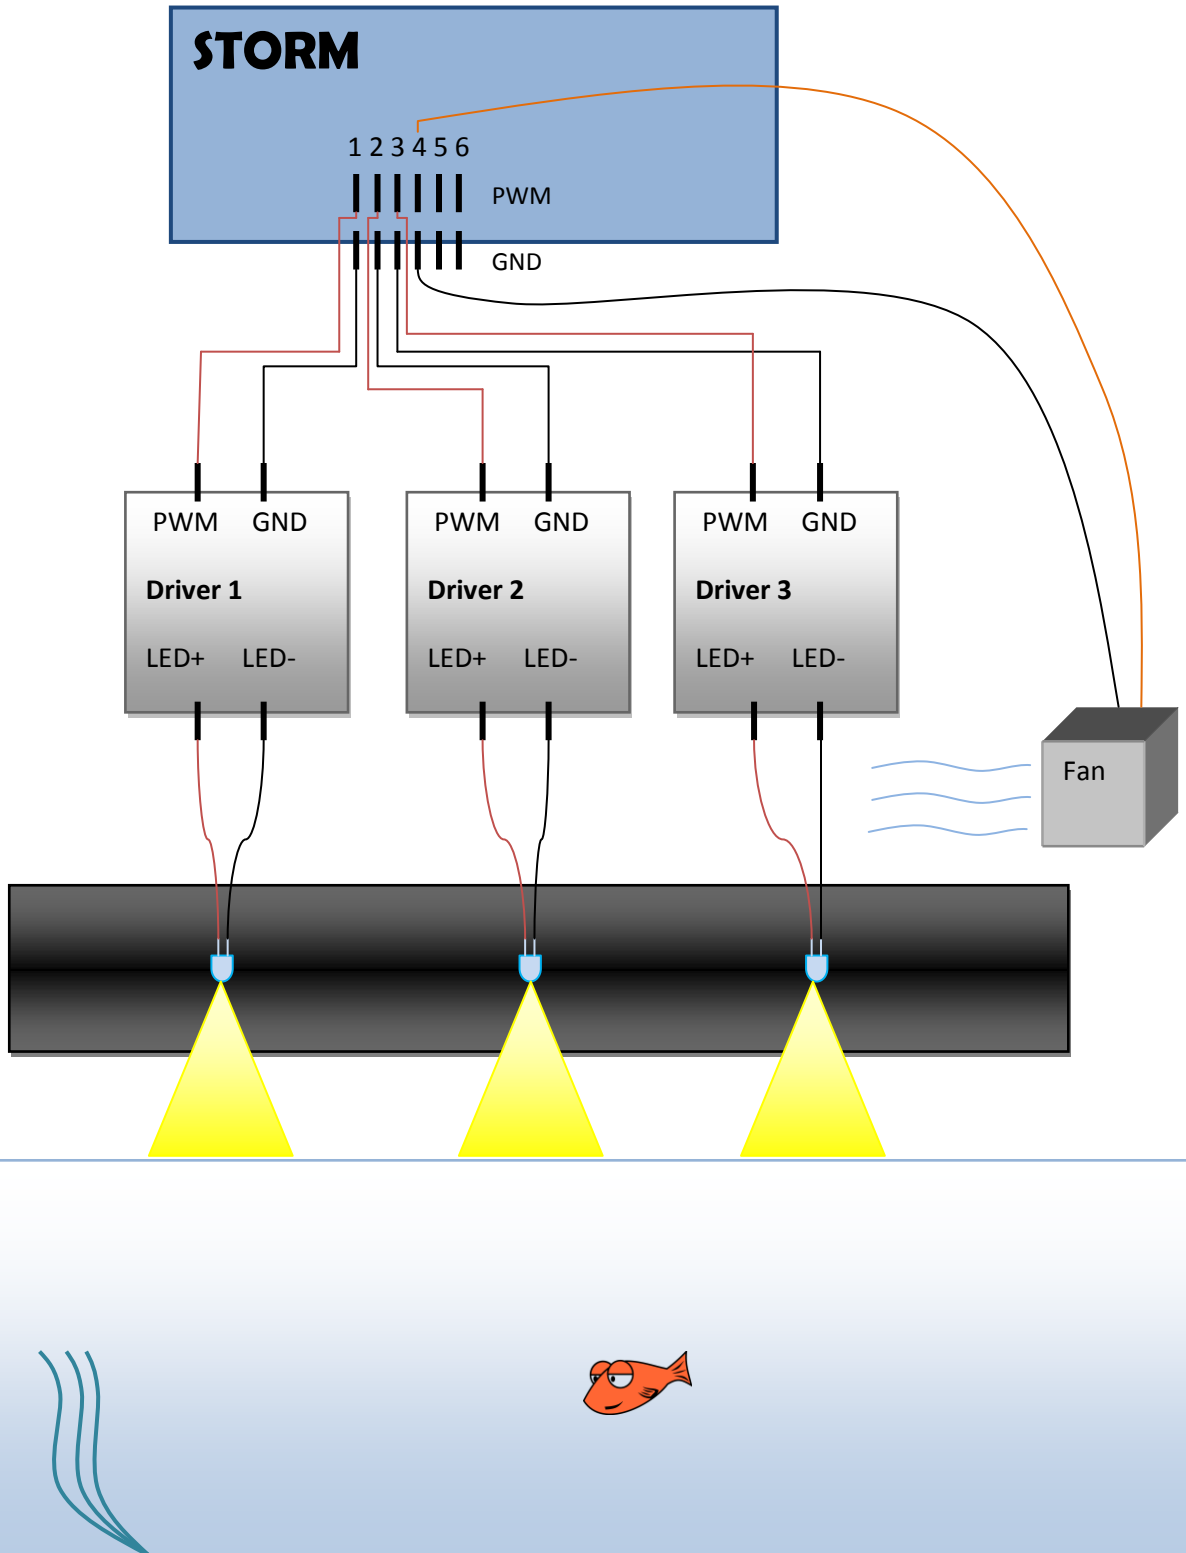 STORM
1 2 3 4 5 6
PWM
GND
PWM GND
Driver 1
LED+ LED-
PWM GND
Driver 2
LED+ LED-
PWM GND
Driver 3
LED+ LED-
Fan